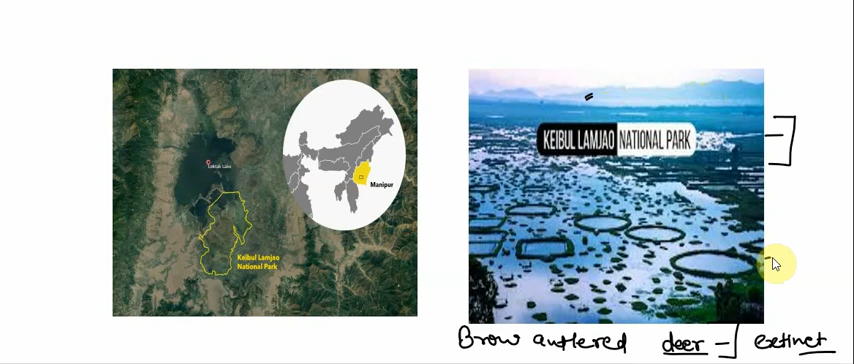 Loktak Lake
Manipur
Keibul Lamjao
National Park
KEIBUL LAMJAO NATIONAL PARK
Brow antlered deer - extinct